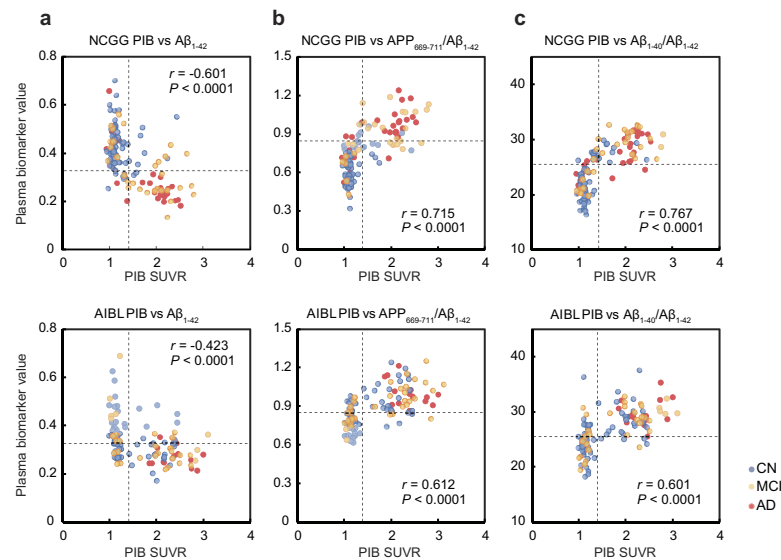 a
b
c
NCGG PIB vs Aβ1-42
NCGG PIB vs APP669-711/Aβ1-42
NCGG PIB vs Aβ1-40/Aβ1-42
Plasma biomarker value
0.8
0.6
0.4
0.2
0
r = -0.601
P < 0.0001
0 1 2 3 4
PIB SUVR
1.5
1.2
0.9
0.6
0.3
0
r = 0.715
P < 0.0001
0 1 2 3 4
PIB SUVR
40
30
20
10
r = 0.767
P < 0.0001
0 1 2 3 4
PIB SUVR
AIBL PIB vs Aβ1-42
AIBL PIB vs APP669-711/Aβ1-42
AIBL PIB vs Aβ1-40/Aβ1-42
Plasma biomarker value
0.8
0.6
0.4
0.2
0
r = -0.423
P < 0.0001
0 1 2 3 4
PIB SUVR
1.5
1.2
0.9
0.6
0.3
0
r = 0.612
P < 0.0001
0 1 2 3 4
PIB SUVR
40
30
20
10
r = 0.601
P < 0.0001
0 1 2 3 4
PIB SUVR
CN
MCI
AD